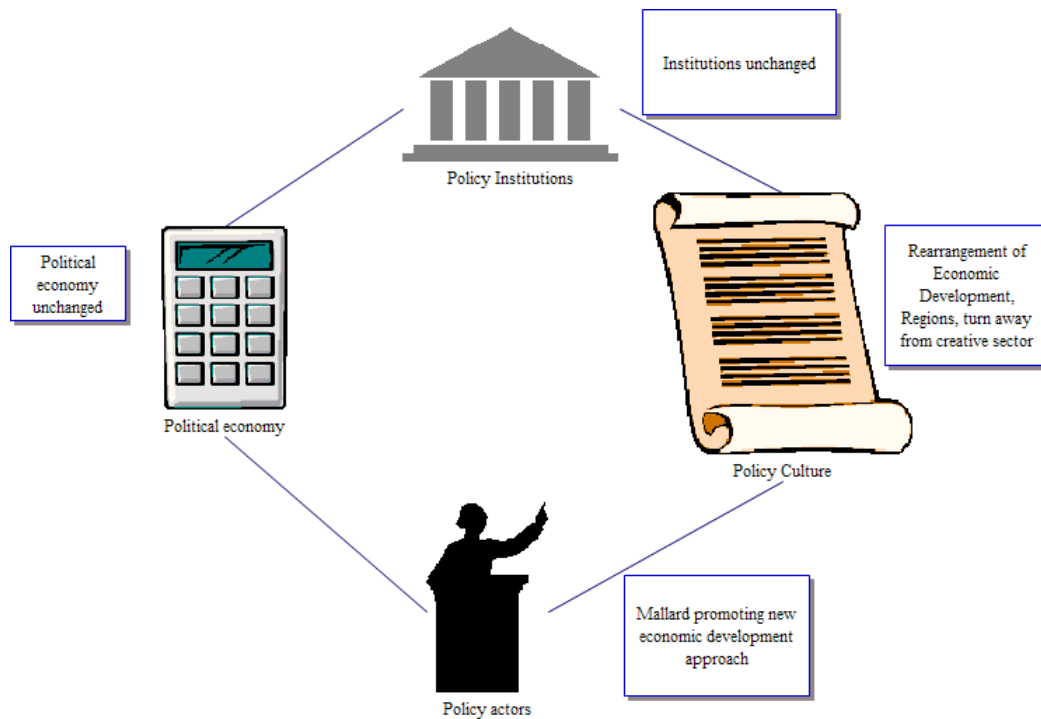 Institutions unchanged
Policy Institutions
Political
economy
unchanged
Rearrangement of
Economic
Development,
Regions, turn away
from creative sector
Political economy
Policy Culture
Mallard promoting new
economic development
approach
Policy actors